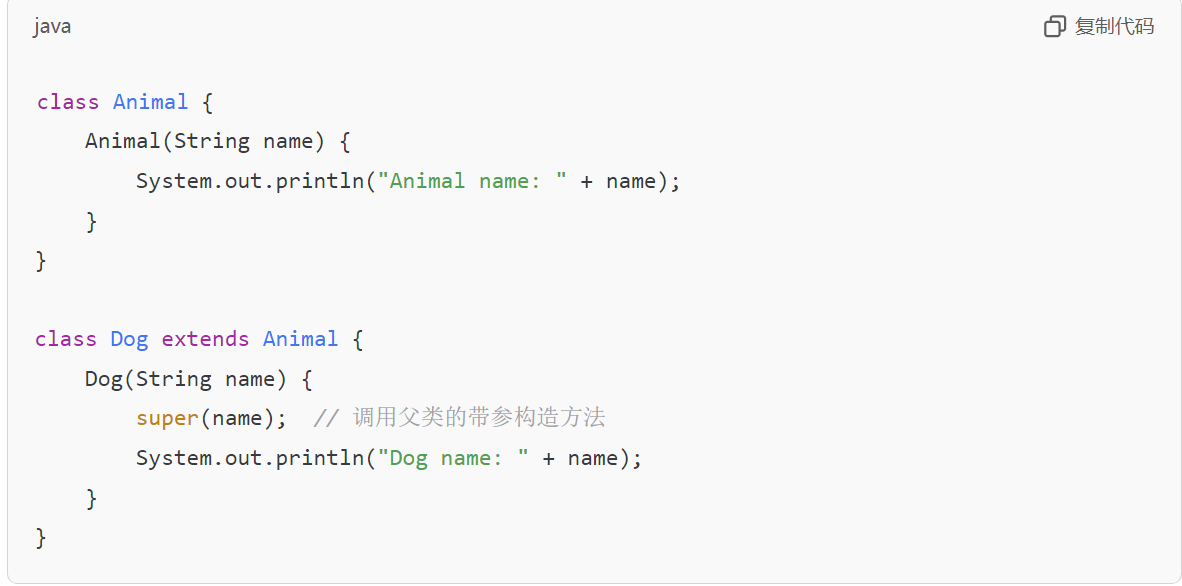 java
复制代码
class Animal {
    Animal(String name) {
        System.out.println("Animal name: " + name);
    }
}
class Dog extends Animal {
    Dog(String name) {
        super(name);  // 调用父类的带参构造方法
        System.out.println("Dog name: " + name);
    }
}